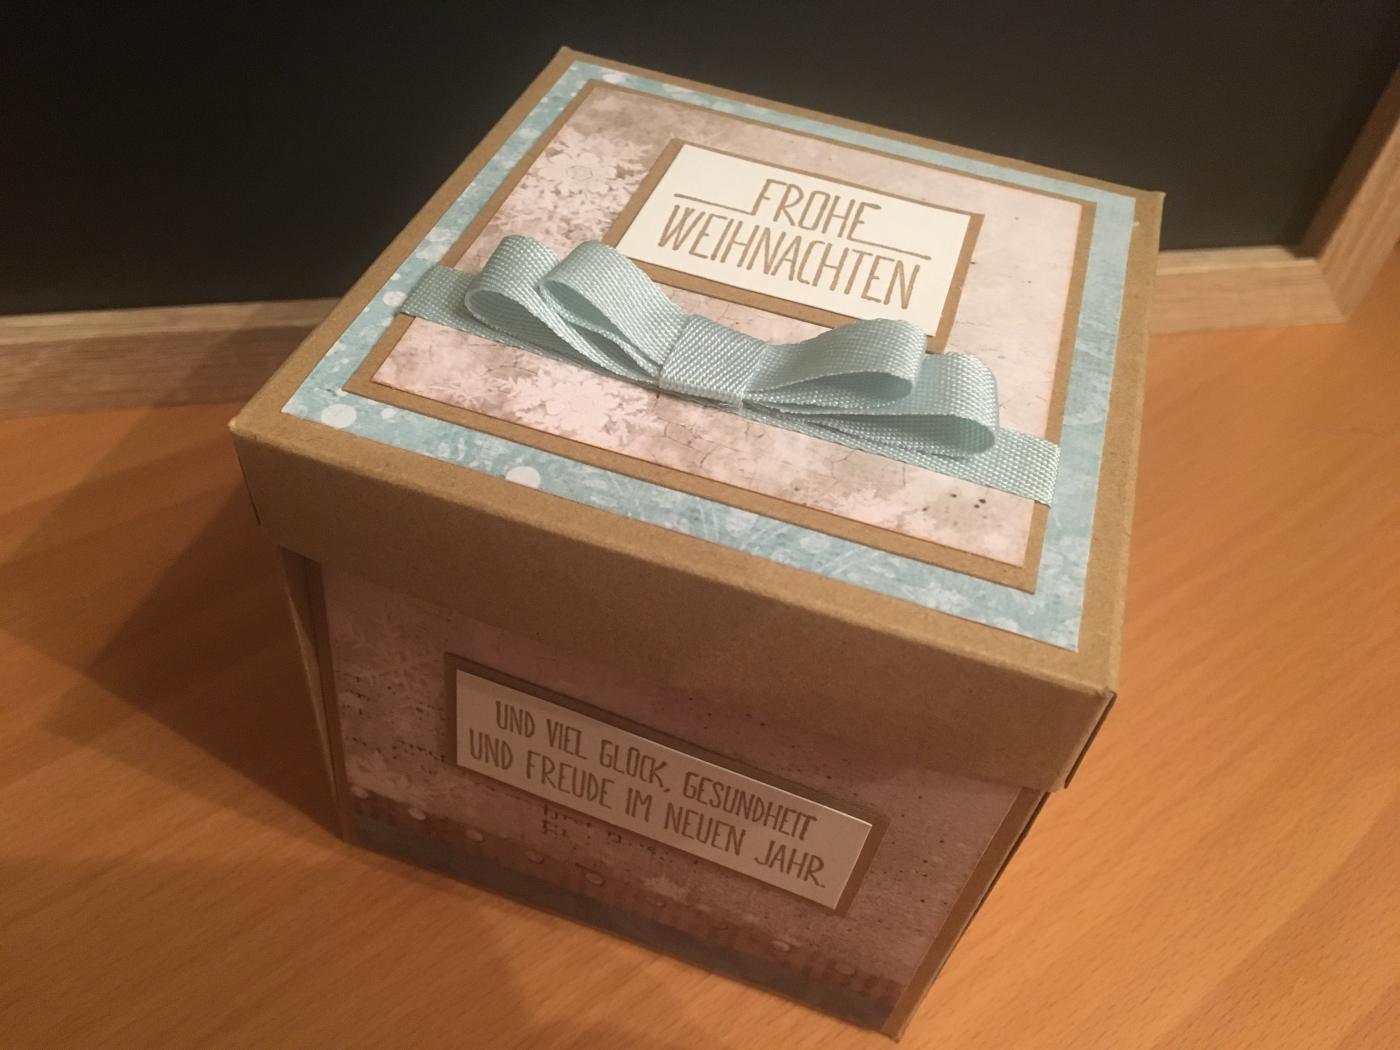 FROHE
WEIHNACHTEN
UND VIEL GLÜCK, GESUNDHEIT
UND FREUDE IM NEUEN JAHR.